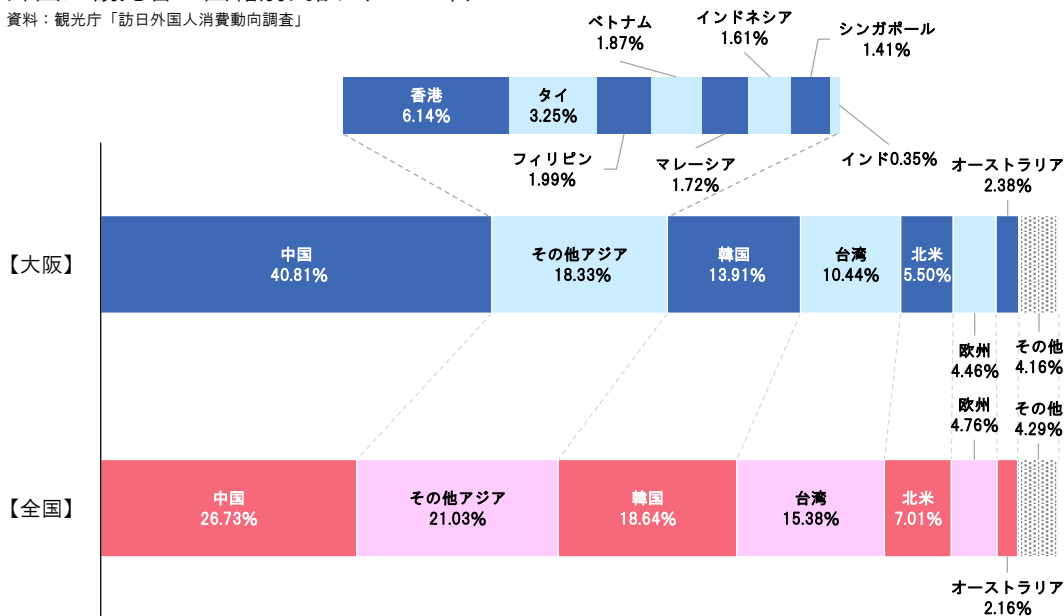 資料：観光庁「訪日外国人消費動向調査」
ベトナム
1.87%
インドネシア
1.61%
シンガポール
1.41%
香港
6.14%
タイ
3.25%
フィリピン
1.99%
マレーシア
1.72%
インド0.35%
オーストラリア
2.38%
【大阪】
中国
40.81%
その他アジア
18.33%
韓国
13.91%
台湾
10.44%
北米
5.50%
欧州
4.46%
その他
4.16%
欧州
4.76%
その他
4.29%
【全国】
中国
26.73%
その他アジア
21.03%
韓国
18.64%
台湾
15.38%
北米
7.01%
オーストラリア
2.16%